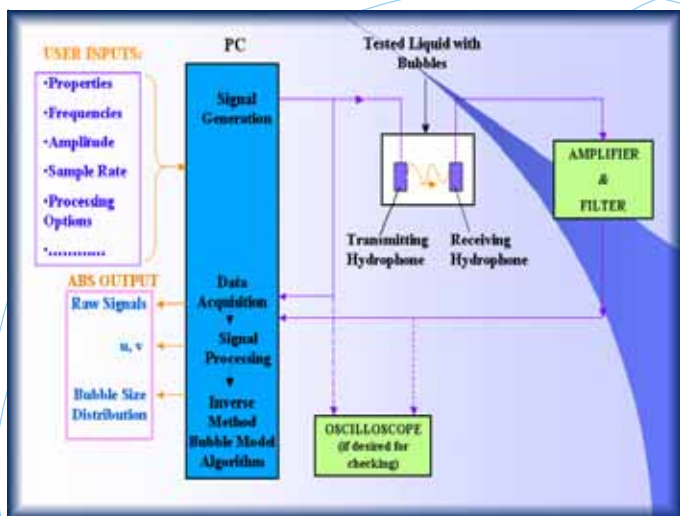 USER INPUTS:
•Properties
•Frequencies
•Amplitude
•Sample Rate
•Processing
Options
•............
PC
Signal
Generation
Tested Liquid with
Bubbles
Transmitting
Hydrophone
Receiving
Hydrophone
AMPLIFIER
&
FILTER
ABS OUTPUT
Raw Signals
u, v
Bubble Size
Distribution
Data
Acquisition
Signal
Processing
Inverse
Method
Bubble Model
Algorithm
OSCILLOSCOPE
(if desired for
checking)